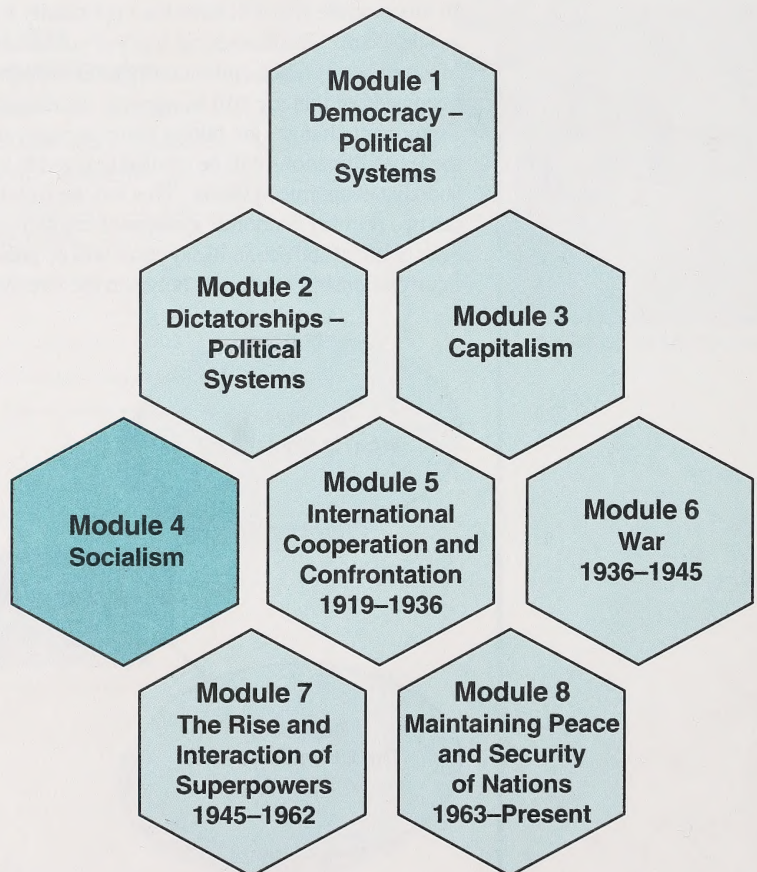 Module 1
Democracy –
Political
Systems
Module 2
Dictatorships –
Political
Systems
Module 3
Capitalism
Module 4
Socialism
Module 5
International
Cooperation and
Confrontation
1919–1936
Module 6
War
1936–1945
Module 7
The Rise and
Interaction of
Superpowers
1945–1962
Module 8
Maintaining Peace
and Security
of Nations
1963–Present